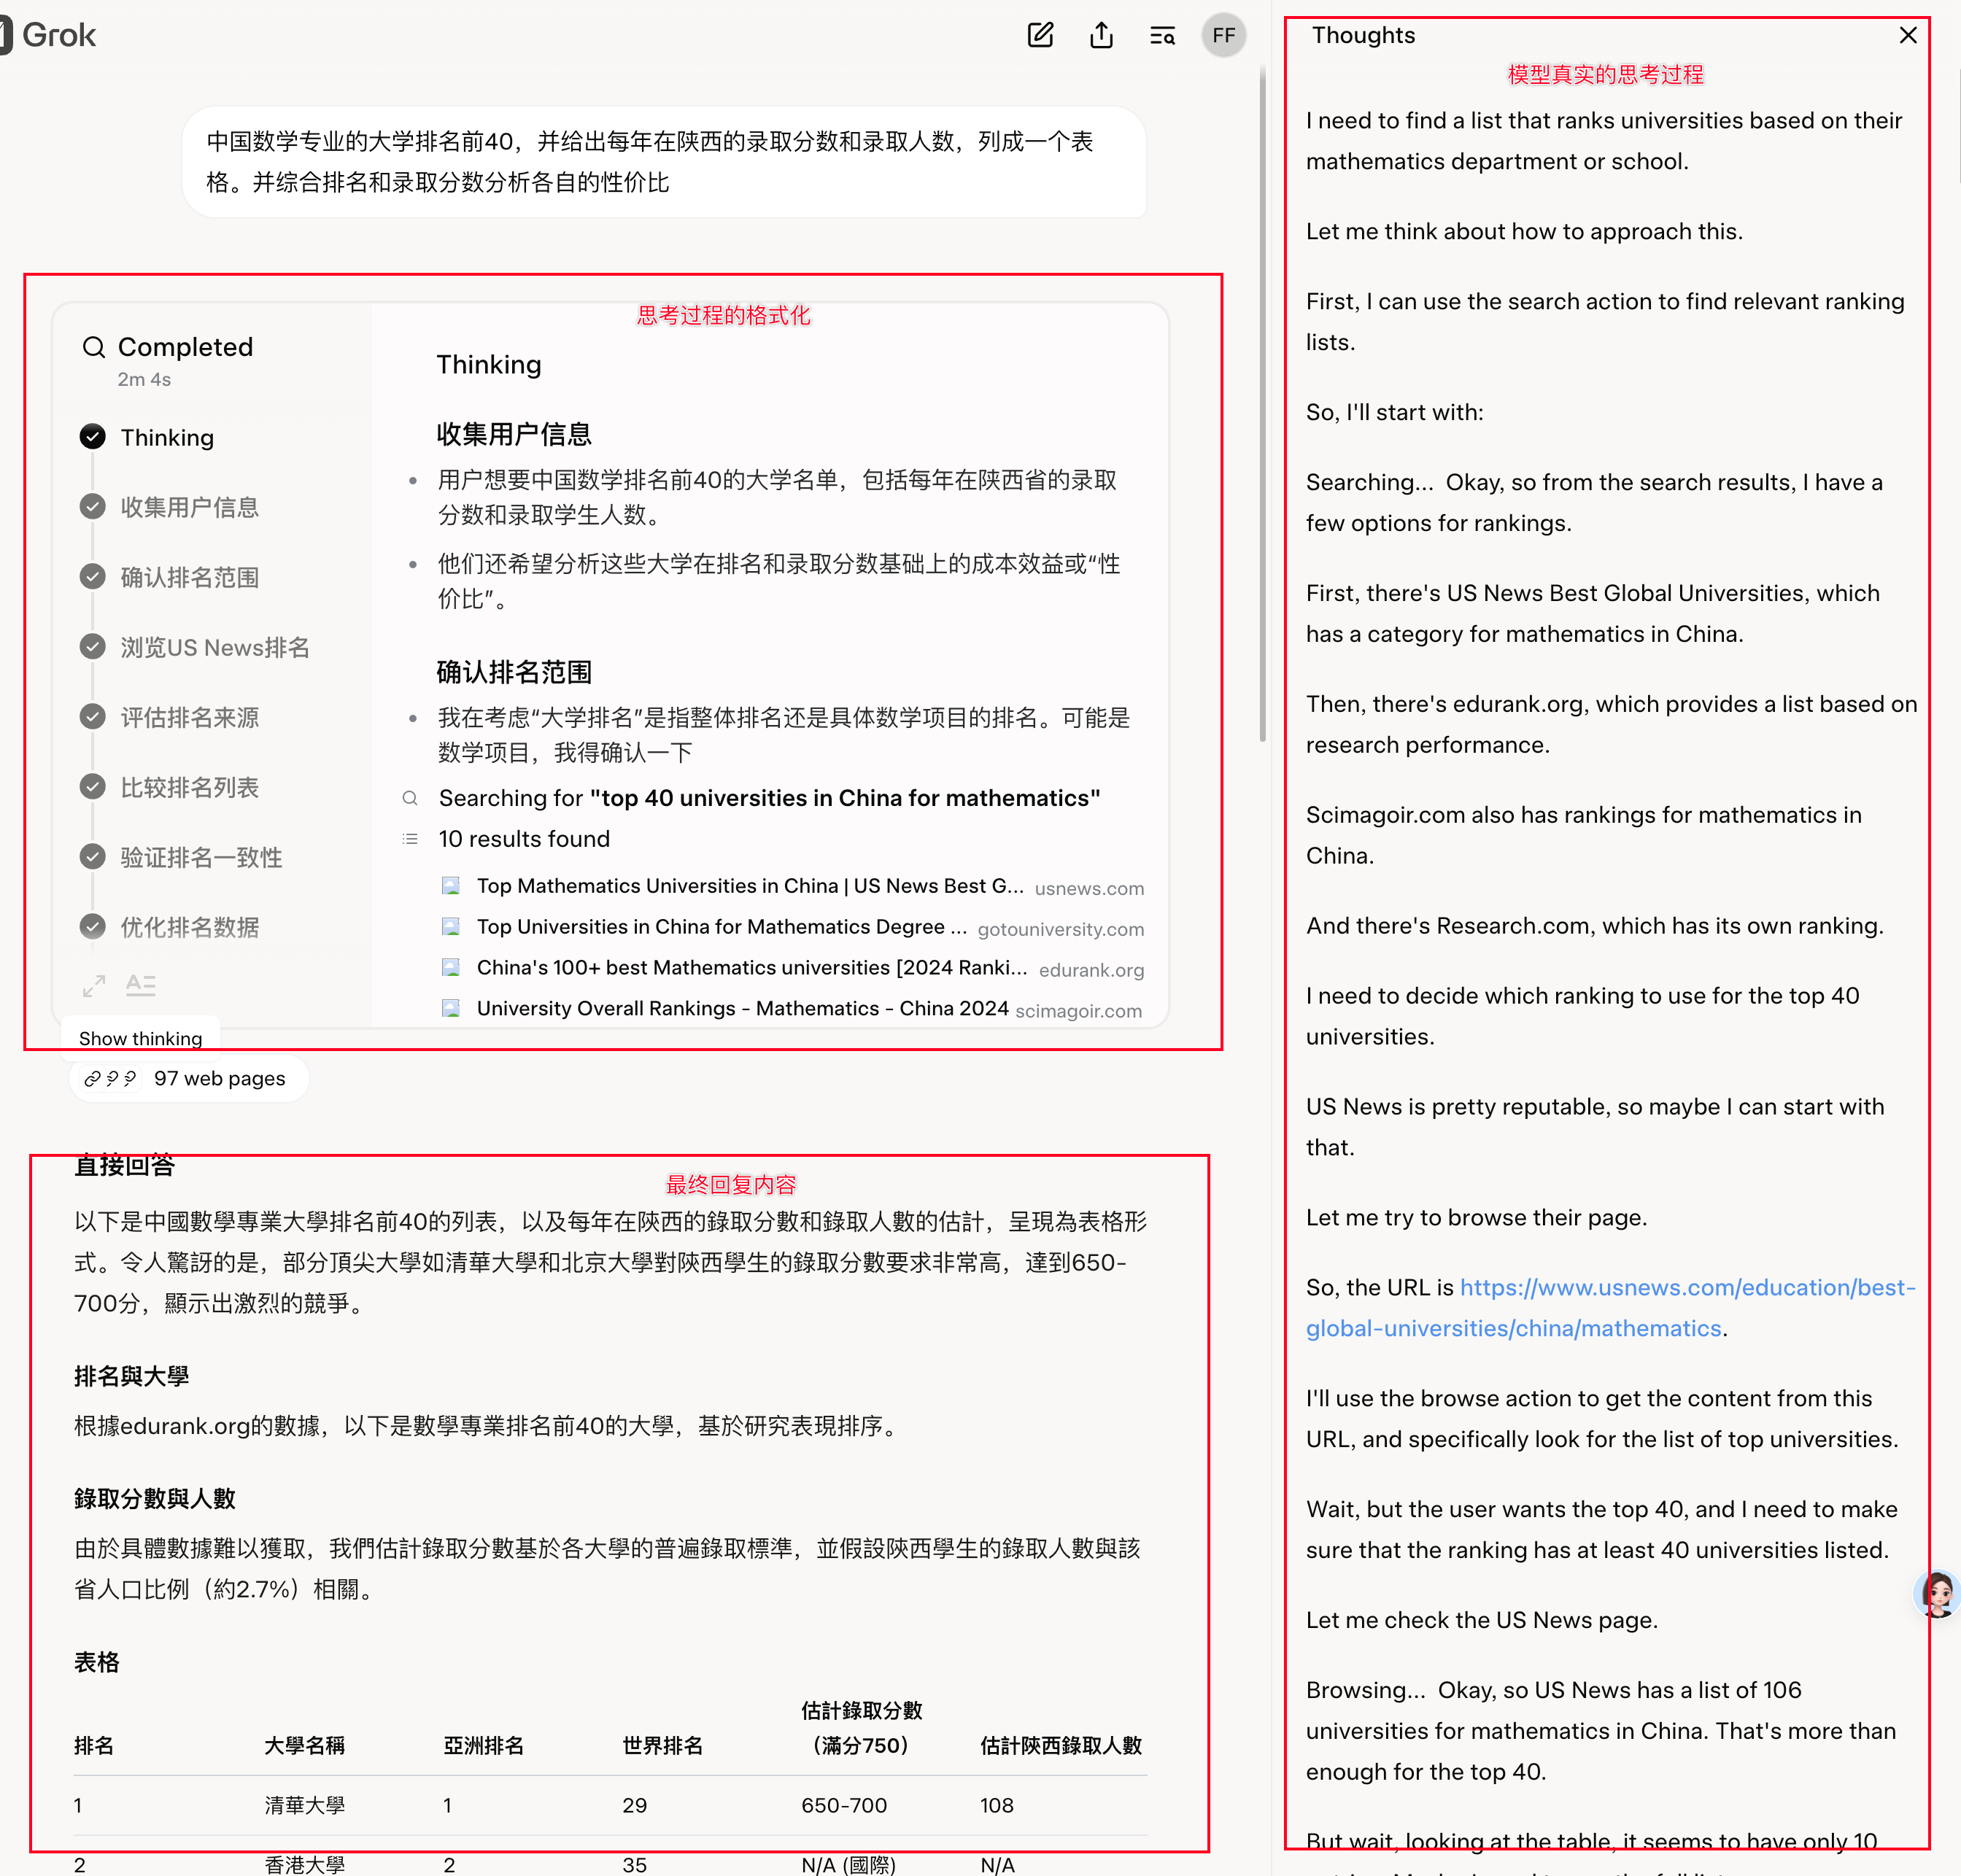 Grok
FF
中国数学专业的大学排名前40，并给出每年在陕西的录取分数和录取人数，列成一个表
格。并综合排名和录取分数分析各自的性价比
思考过程的格式化
Completed
2m 4s
Thinking
收集用户信息
确认排名范围
浏览US News排名
评估排名来源
比较排名列表
验证排名一致性
优化排名数据
Thinking
收集用户信息
用户想要中国数学排名前40的大学名单，包括每年在陕西省的录取
分数和录取学生人数。
他们还希望分析这些大学在排名和录取分数基础上的成本效益或“性
价比”。
确认排名范围
我在考虑“大学排名”是指整体排名还是具体数学项目的排名。可能是
数学项目，我得确认一下
Searching for "top 40 universities in China for mathematics"
10 results found
Top Mathematics Universities in China | US News Best G... usnews.com
Top Universities in China for Mathematics Degree ... gotouniversity.com
China's 100+ best Mathematics universities [2024 Ranki... edurank.org
University Overall Rankings - Mathematics - China 2024 scimagoir.com
Show thinking
97 web pages
直接回答
最终回复内容
以下是中國數學專業大學排名前40的列表，以及每年在陝西的錄取分數和錄取人數的估計，呈現為表格形
式。令人驚訝的是，部分頂尖大學如清華大學和北京大學對陝西學生的錄取分數要求非常高，達到650-
700分，顯示出激烈的競爭。
排名與大學
根據edurank.org的數據，以下是數學專業排名前40的大學，基於研究表現排序。
錄取分數與人數
由於具體數據難以獲取，我們估計錄取分數基於各大學的普遍錄取標準，並假設陝西學生的錄取人數與該
省人口比例（約2.7%）相關。
表格
排名 大學名稱 亞洲排名 世界排名 估計錄取分數（滿分750） 估計陝西錄取人數
1 清華大學 1 29 650-700 108
2 香港大學 2 35 N/A (國際) N/A
Thoughts
模型真实的思考过程
I need to find a list that ranks universities based on their
mathematics department or school.
Let me think about how to approach this.
First, I can use the search action to find relevant ranking
lists.
So, I'll start with:
Searching... Okay, so from the search results, I have a
few options for rankings.
First, there's US News Best Global Universities, which
has a category for mathematics in China.
Then, there's edurank.org, which provides a list based on
research performance.
Scimagoir.com also has rankings for mathematics in
China.
And there's Research.com, which has its own ranking.
I need to decide which ranking to use for the top 40
universities.
US News is pretty reputable, so maybe I can start with
that.
Let me try to browse their page.
So, the URL is https://www.usnews.com/education/best-
global-universities/china/mathematics.
I'll use the browse action to get the content from this
URL, and specifically look for the list of top universities.
Wait, but the user wants the top 40, and I need to make
sure that the ranking has at least 40 universities listed.
Let me check the US News page.
Browsing... Okay, so US News has a list of 106
universities for mathematics in China. That's more than
enough for the top 40.
But wait, looking at the table, it seems to have only 10